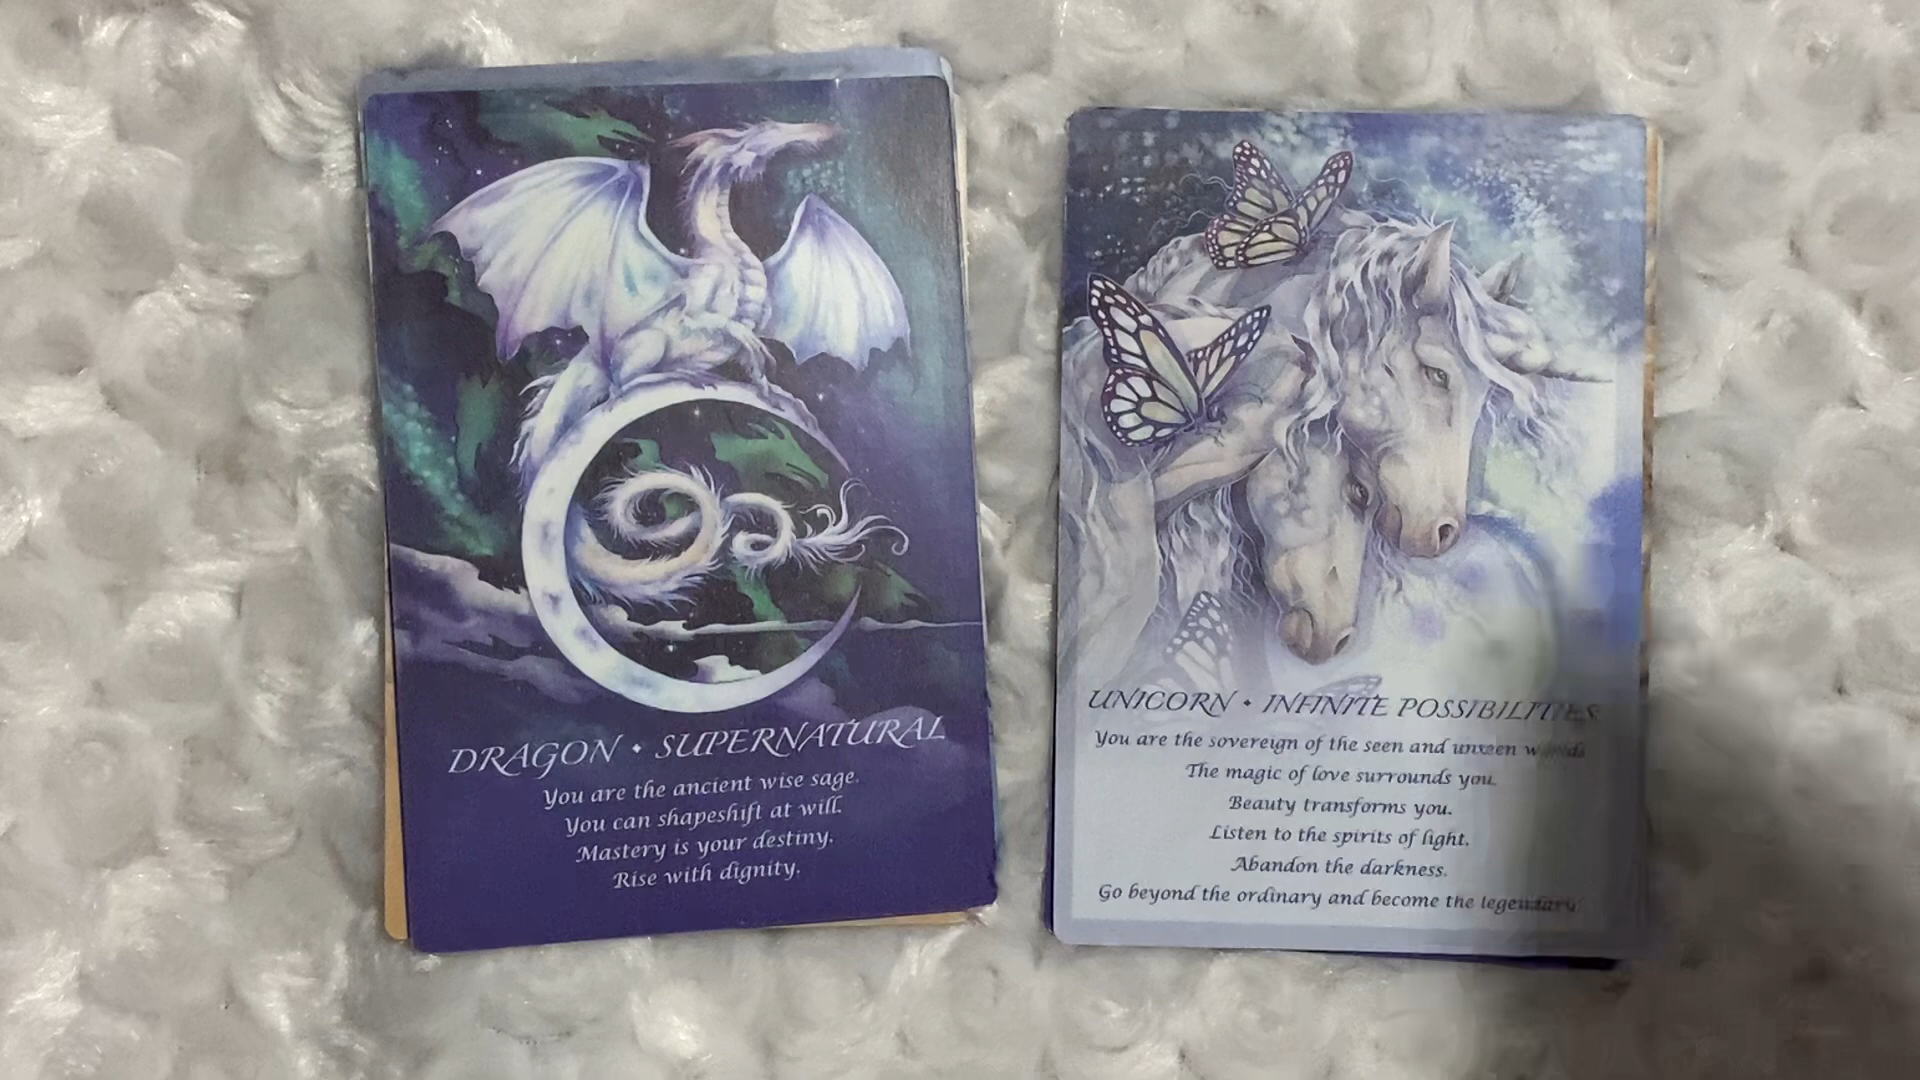 DRAGON • SUPERNATURAL
You are the ancient wise sage.
You can shapeshift at will.
Mastery is your destiny.
Rise with dignity.
UNICORN • INFINITE POSSIBILITIES
You are the sovereign of the seen and unseen
The magic of love surrounds you.
Beauty transforms you.
Listen to the spirits of light.
Abandon the darkness.
Go beyond the ordinary and become the legendary.